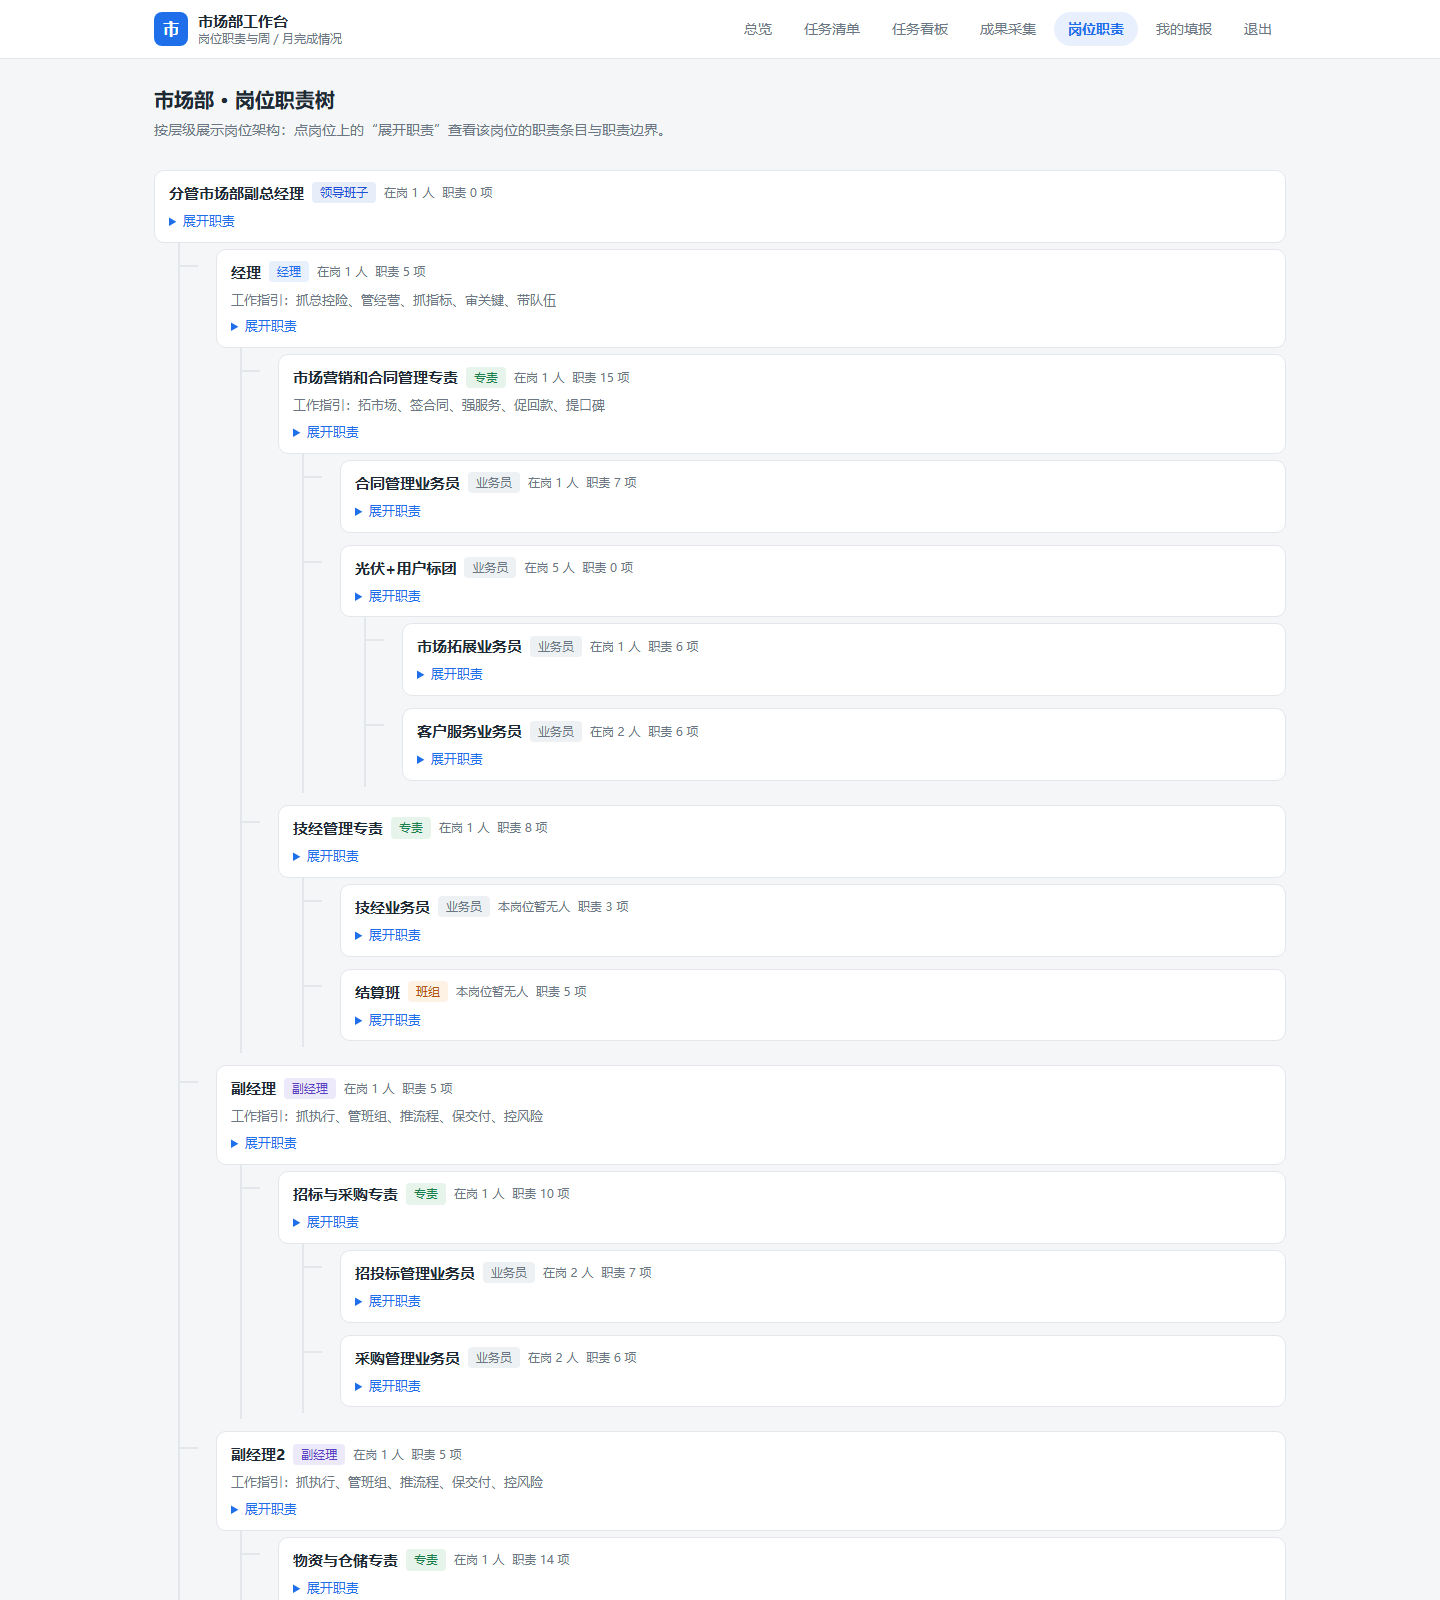 市
市场部工作台
岗位职责与周 / 月完成情况
总览 任务清单 任务看板 成果采集 岗位职责 我的填报 退出
市场部 · 岗位职责树
按层级展示岗位架构：点岗位上的“展开职责”查看该岗位的职责条目与职责边界。
分管市场部副总经理 领导班子 在岗 1 人 职责 0 项
▶ 展开职责
经理 经理 在岗 1 人 职责 5 项
工作指引：抓总控险、管经营、抓指标、审关键、带队伍
▶ 展开职责
市场营销和合同管理专责 专责 在岗 1 人 职责 15 项
工作指引：拓市场、签合同、强服务、促回款、提口碑
▶ 展开职责
合同管理业务员 业务员 在岗 1 人 职责 7 项
▶ 展开职责
光伏+用户标团 业务员 在岗 5 人 职责 0 项
▶ 展开职责
市场拓展业务员 业务员 在岗 1 人 职责 6 项
▶ 展开职责
客户服务业务员 业务员 在岗 2 人 职责 6 项
▶ 展开职责
技经管理专责 专责 在岗 1 人 职责 8 项
▶ 展开职责
技经业务员 业务员 本岗位暂无人 职责 3 项
▶ 展开职责
结算班 班组 本岗位暂无人 职责 5 项
▶ 展开职责
副经理 副经理 在岗 1 人 职责 5 项
工作指引：抓执行、管班组、推流程、保交付、控风险
▶ 展开职责
招标与采购专责 专责 在岗 1 人 职责 10 项
▶ 展开职责
招投标管理业务员 业务员 在岗 2 人 职责 7 项
▶ 展开职责
采购管理业务员 业务员 在岗 2 人 职责 6 项
▶ 展开职责
副经理2 副经理 在岗 1 人 职责 5 项
工作指引：抓执行、管班组、推流程、保交付、控风险
▶ 展开职责
物资与仓储专责 专责 在岗 1 人 职责 14 项
▶ 展开职责